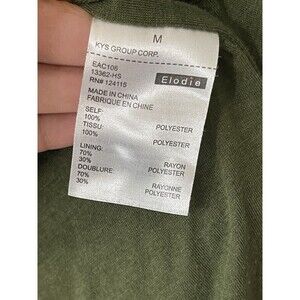 M
KYS GROUP CORP.
EAC106
13362-HS
RN# 124115
Elodie
MADE IN CHINA
FABRIQUE EN CHINE
SELF:
100% POLYESTER
TISSU:
100% POLYESTER
LINING:
70% RAYON
30% POLYESTER
DOUBLURE:
70% RAYONNE
30% POLYESTER